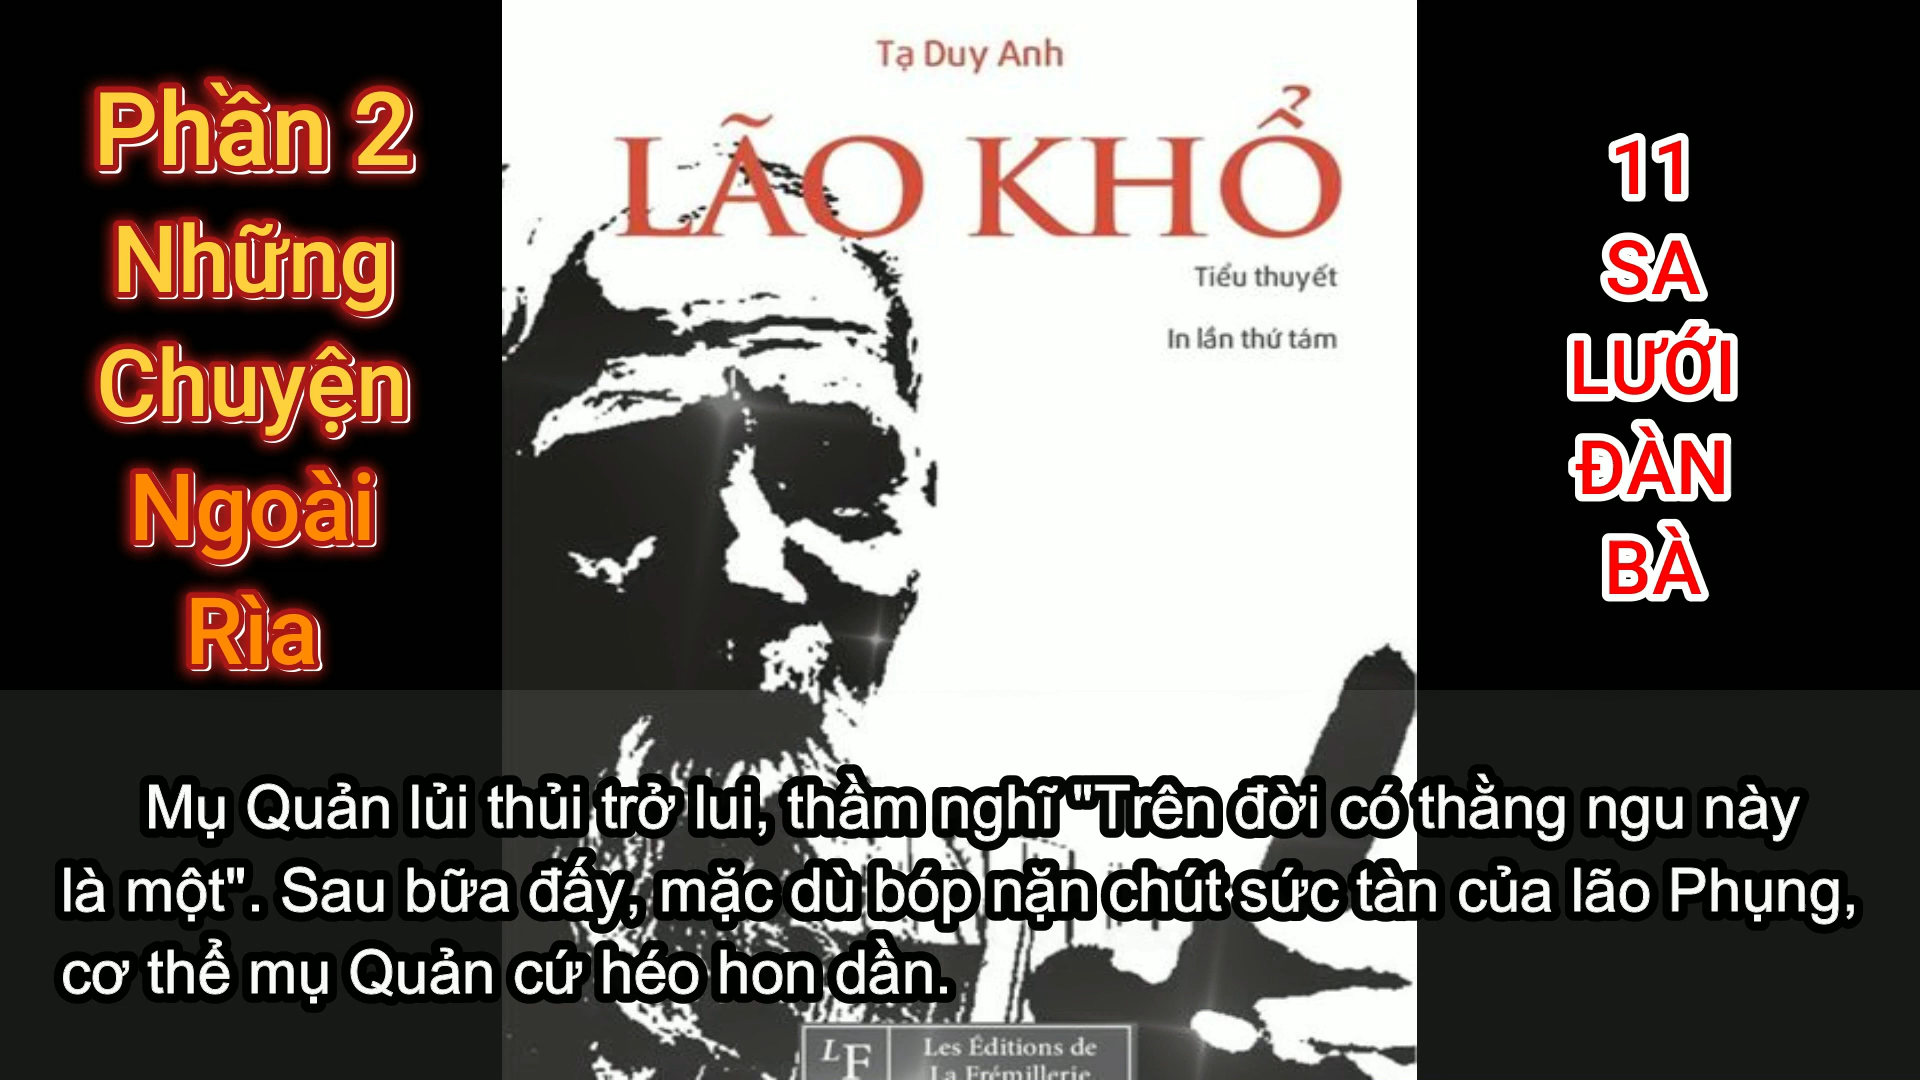 Phần 2
Những
Chuyện
Ngoài
Rìa
Tạ Duy Anh
LÃO KHỔ
Tiểu thuyết
In lần thứ tám
11
SA
LƯỚI
ĐÀN
BÀ
Mụ Quản lủi thủi trở lui, thầm nghĩ "Trên đời có thằng ngu này
là một". Sau bữa đấy, mặc dù bóp nặn chút sức tàn của lão Phụng,
cơ thể mụ Quản cứ héo hon dần.
LF
Les Éditions de
La Frémillerie